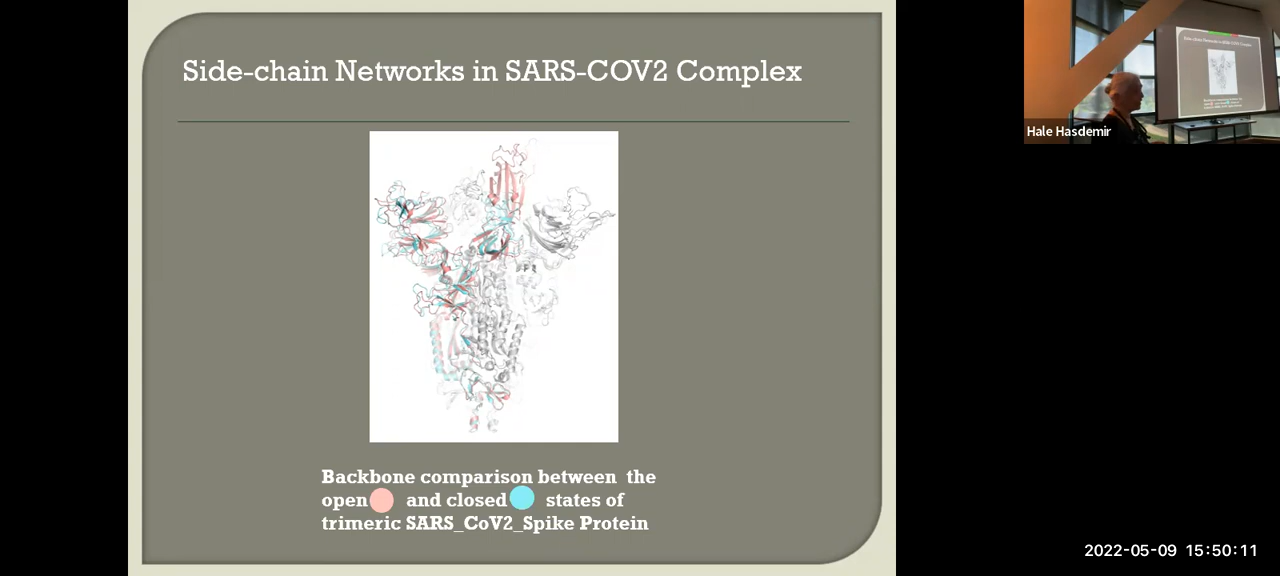 Side-chain Networks in SARS-COV2 Complex
Backbone comparison between the
open and closed states of
trimeric SARS_CoV2_Spike Protein
Hale Hasdemir
2022-05-09 15:50:11